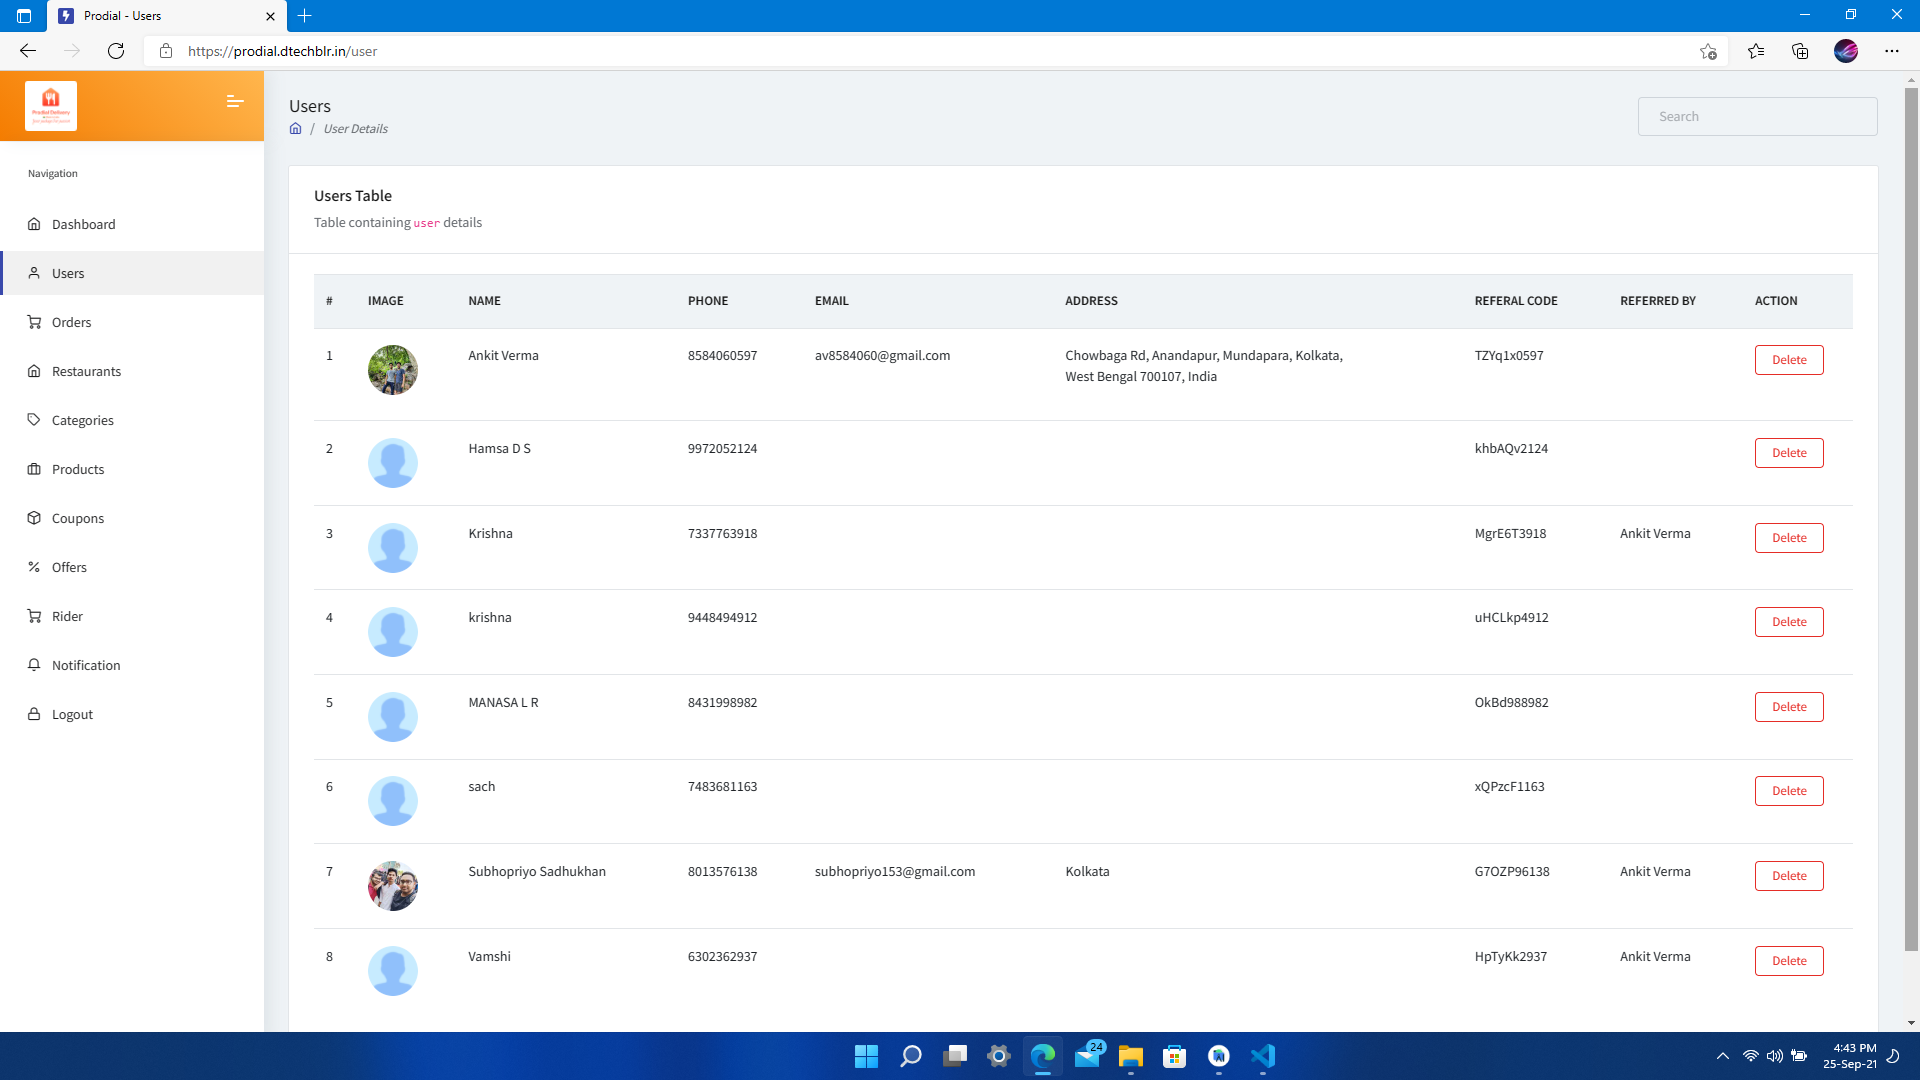 Prodial - Users
https://prodial.dtechblr.in/user
Prodial Delivery
Navigation
Dashboard
Users
Orders
Restaurants
Categories
Products
Coupons
Offers
Rider
Notification
Logout
Users
/ User Details
Search
Users Table
Table containing user details
# IMAGE NAME PHONE EMAIL ADDRESS REFERAL CODE REFERRED BY ACTION
1 Ankit Verma 8584060597 av8584060@gmail.com Chowbaga Rd, Anandapur, Mundapara, Kolkata, TZYq1x0597 Delete
West Bengal 700107, India
2 Hamsa D S 9972052124 khbAQv2124 Delete
3 Krishna 7337763918 MgrE6T3918 Ankit Verma Delete
4 krishna 9448494912 uHCLkp4912 Delete
5 MANASA L R 8431998982 OkBd988982 Delete
6 sach 7483681163 xQPzcF1163 Delete
7 Subhopriyo Sadhukhan 8013576138 subhopriyo153@gmail.com Kolkata G7OZP96138 Ankit Verma Delete
8 Vamshi 6302362937 HpTyKk2937 Ankit Verma Delete
24
4:43 PM
25-Sep-21